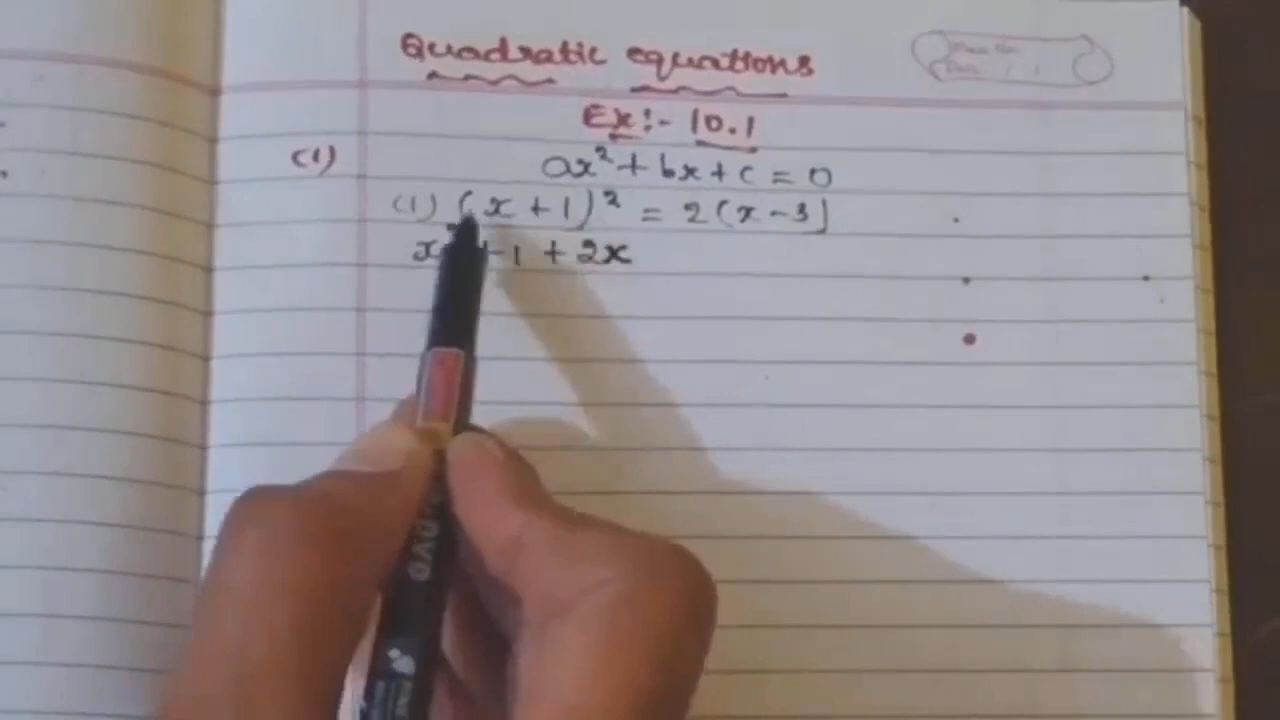 Quadratic equations
Ex:- 10.1
(1) ax² + bx + c = 0
(1) (x + 1)² = 2(x - 3)
x + 1 + 2x